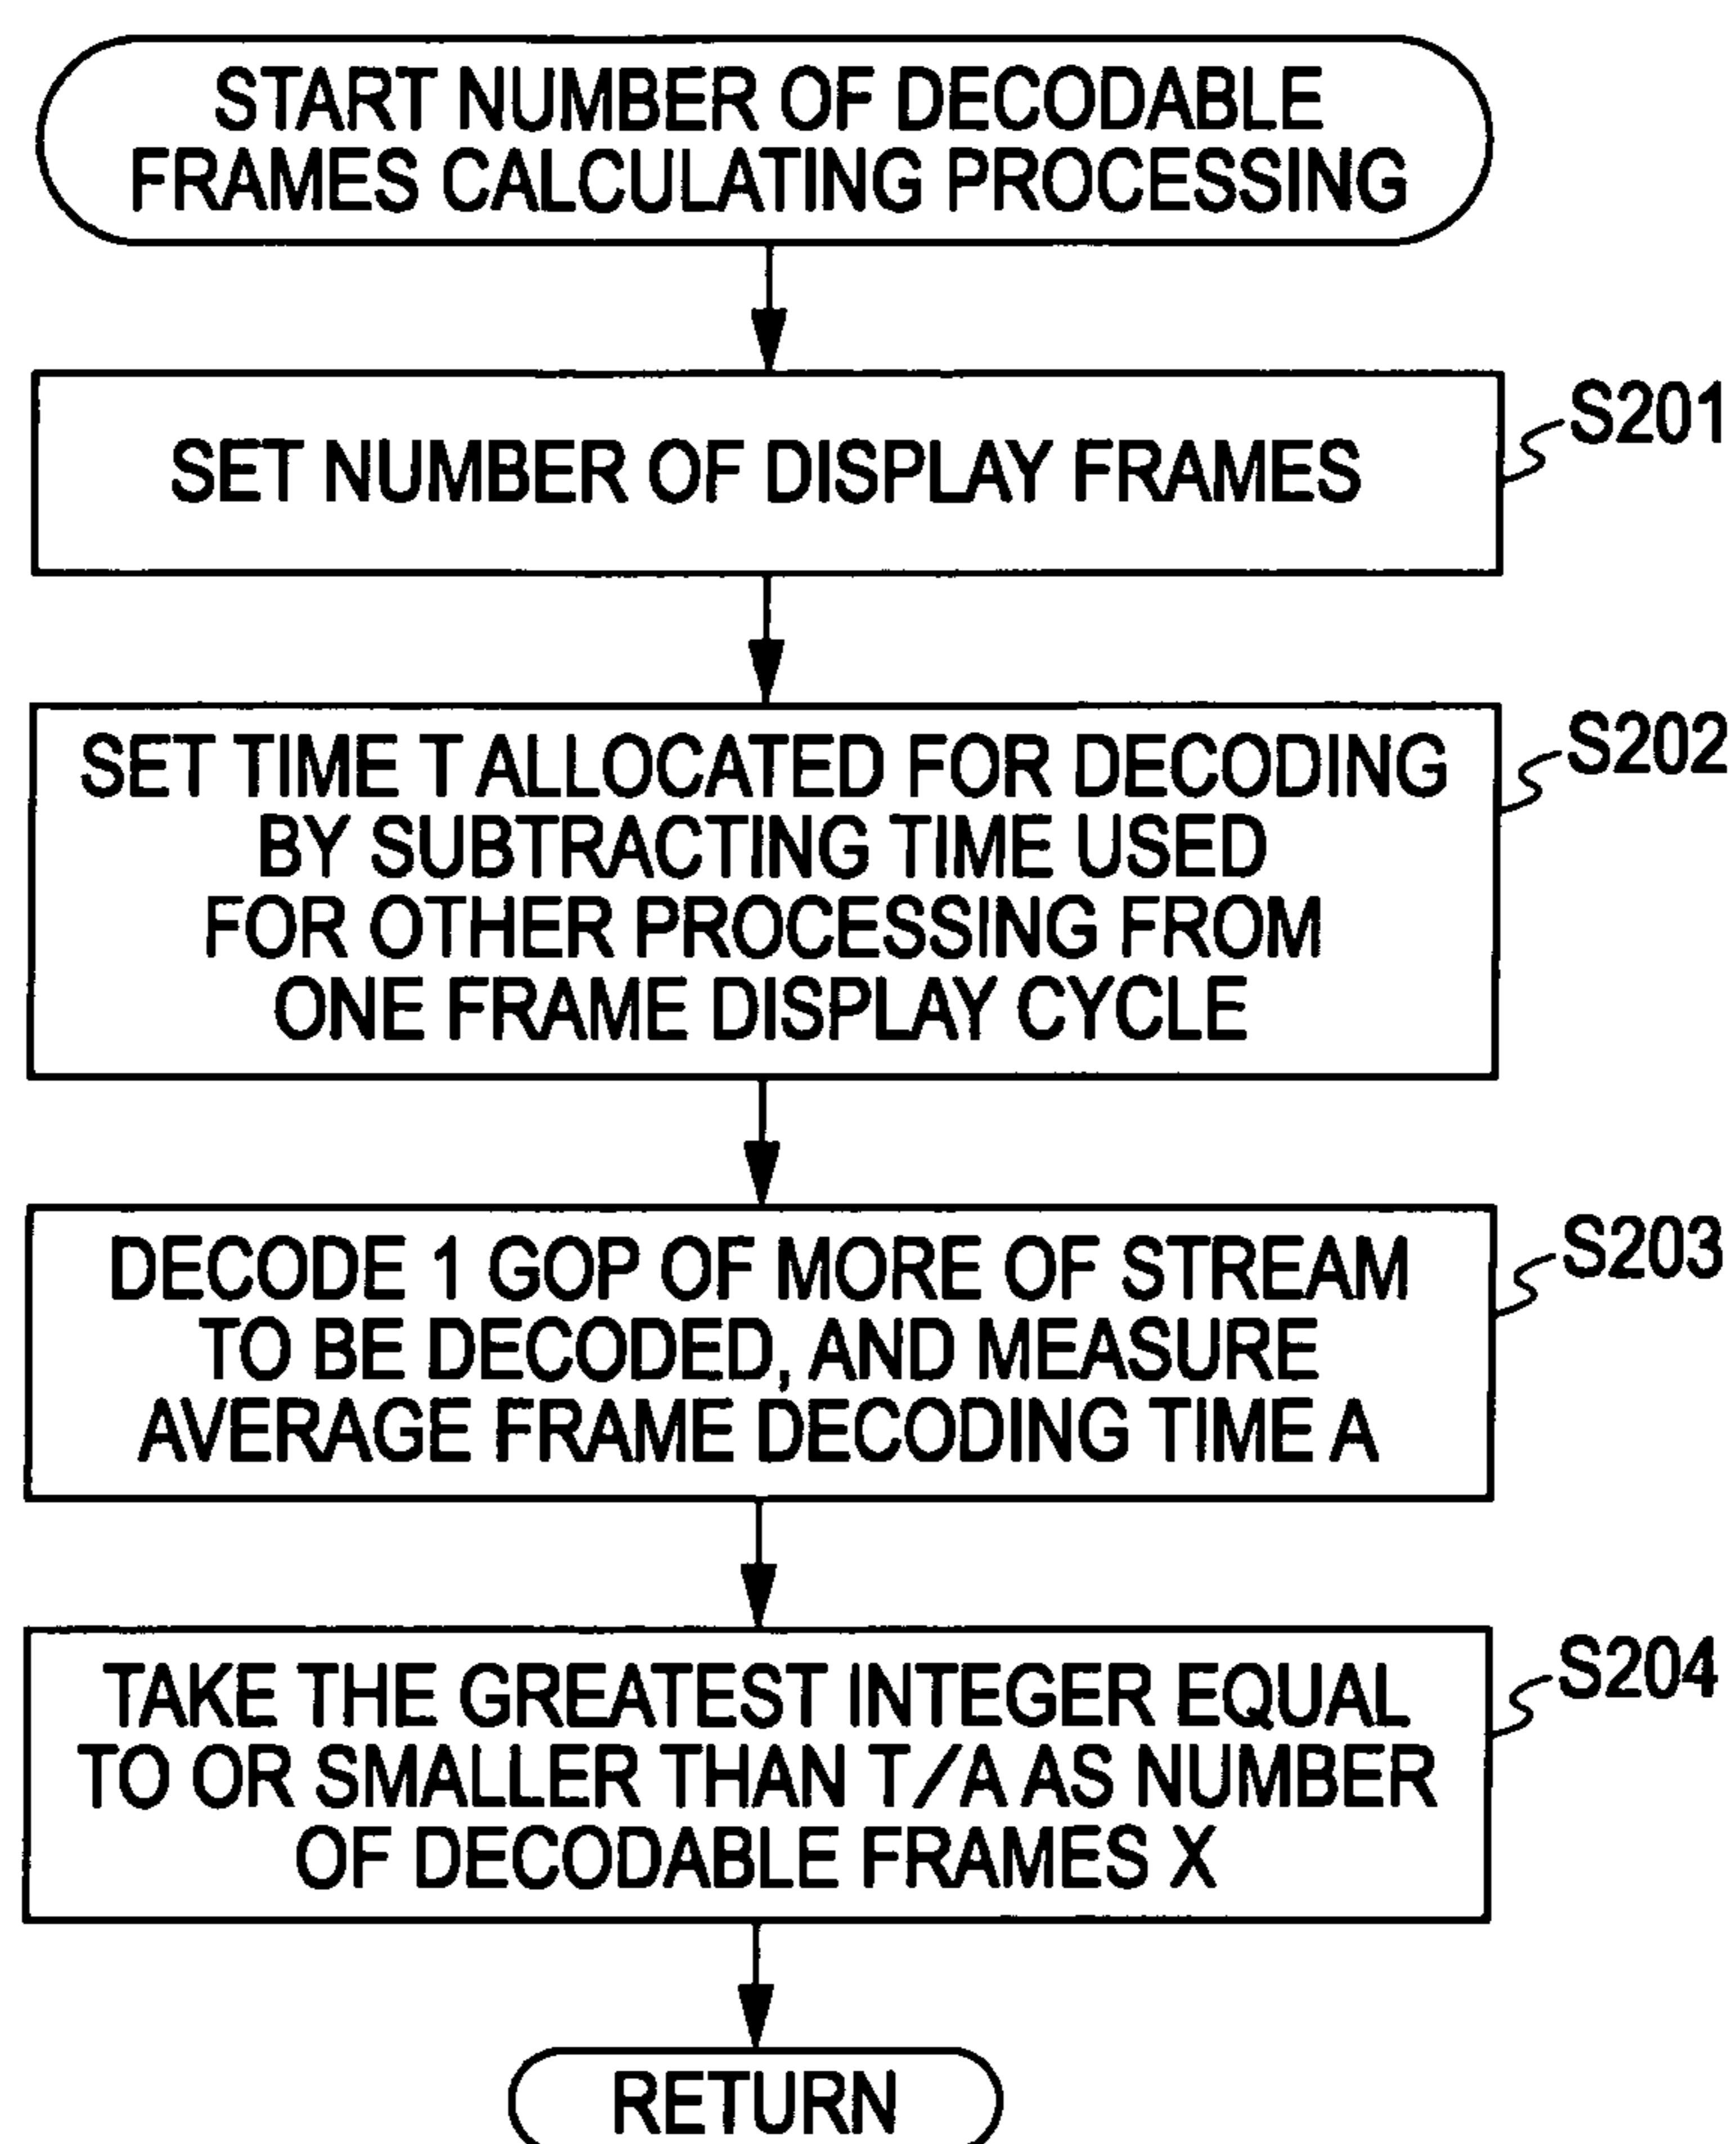 START NUMBER OF DECODABLE
FRAMES CALCULATING PROCESSING
SET NUMBER OF DISPLAY FRAMES
S201
SET TIME T ALLOCATED FOR DECODING
BY SUBTRACTING TIME USED
FOR OTHER PROCESSING FROM
ONE FRAME DISPLAY CYCLE
S202
DECODE 1 GOP OF MORE OF STREAM
TO BE DECODED, AND MEASURE
AVERAGE FRAME DECODING TIME A
S203
TAKE THE GREATEST INTEGER EQUAL
TO OR SMALLER THAN T/A AS NUMBER
OF DECODABLE FRAMES X
S204
RETURN